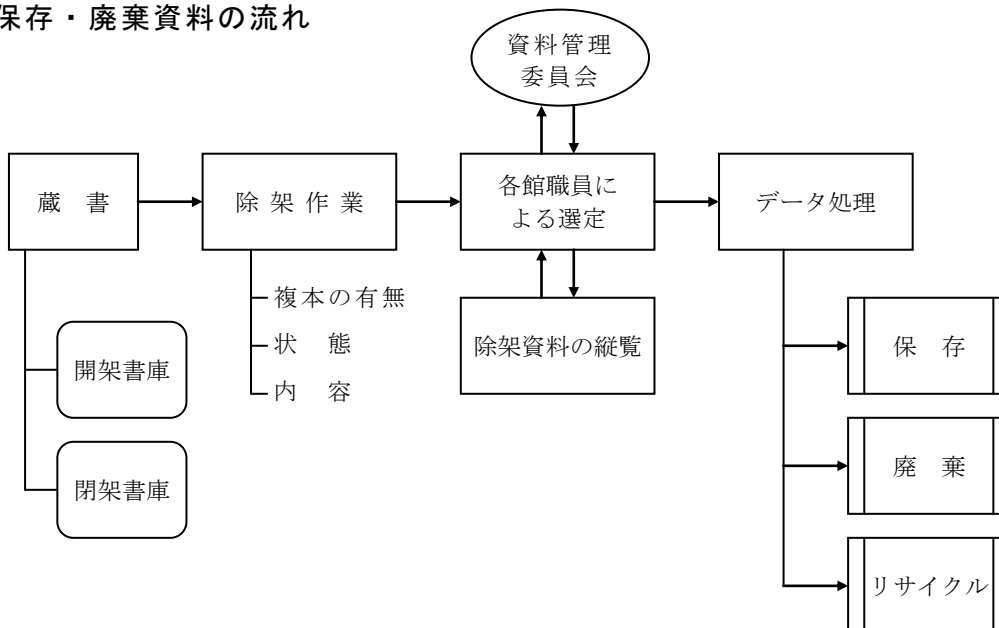 保存・廃棄資料の流れ
資料管理
委員会
蔵　書
除 架 作 業
各館職員に
よる選定
データ処理
複本の有無
状　態
内　容
除架資料の縦覧
開架書庫
閉架書庫
保　存
廃　棄
リサイクル